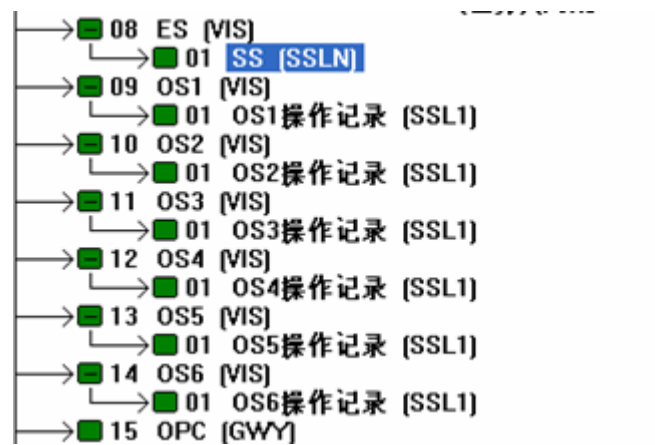 08 ES (VIS)
01 SS (SSLN)
09 OS1 (VIS)
01 OS1操作记录 (SSL1)
10 OS2 (VIS)
01 OS2操作记录 (SSL1)
11 OS3 (VIS)
01 OS3操作记录 (SSL1)
12 OS4 (VIS)
01 OS4操作记录 (SSL1)
13 OS5 (VIS)
01 OS5操作记录 (SSL1)
14 OS6 (VIS)
01 OS6操作记录 (SSL1)
15 OPC (GWY)